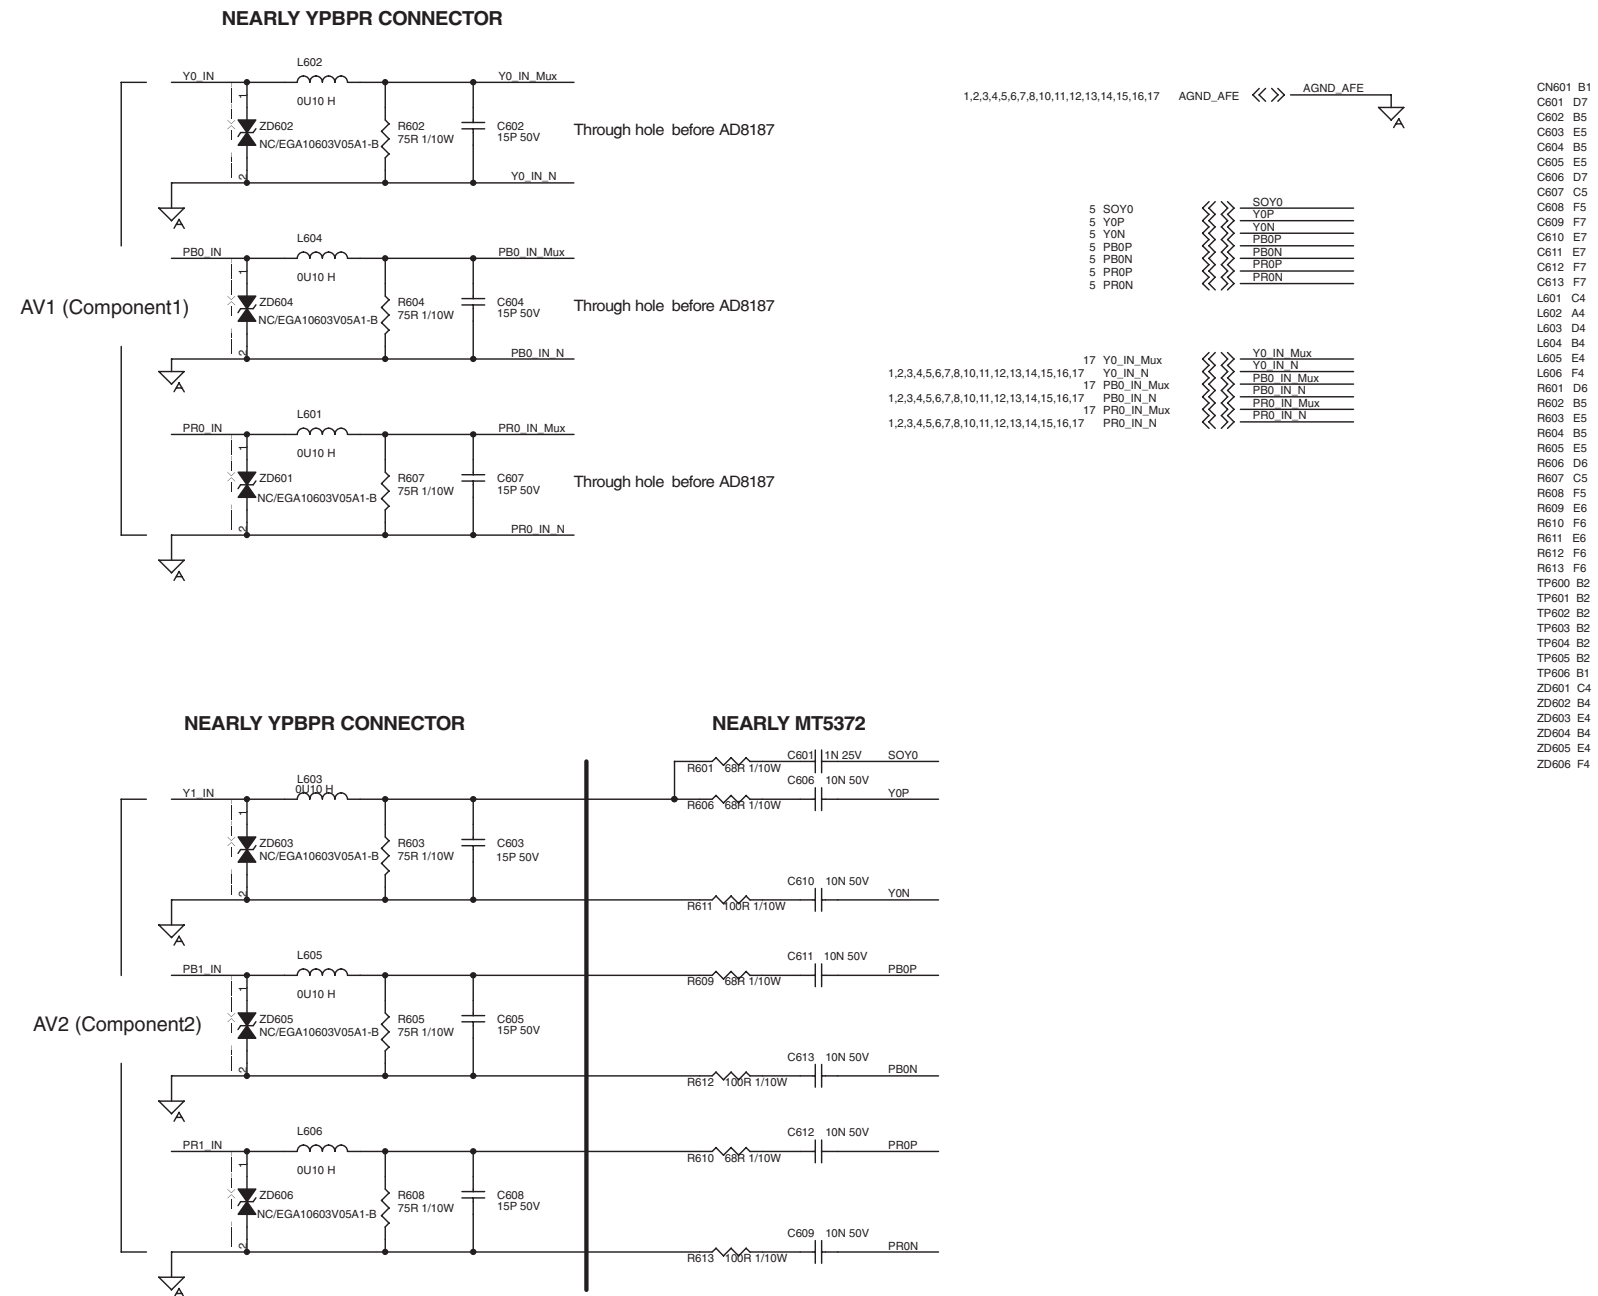 NEARLY YPBPR CONNECTOR
Y0_IN
L602
0U10 H
Y0_IN_Mux
1
ZD602
NC/EGA10603V05A1-B
2
R602
75R 1/10W
C602
15P 50V
Through hole before AD8187
Y0_IN_N
A
PB0_IN
L604
0U10 H
PB0_IN_Mux
1
ZD604
NC/EGA10603V05A1-B
2
R604
75R 1/10W
C604
15P 50V
Through hole before AD8187
PB0_IN_N
A
AV1 (Component1)
PR0_IN
L601
0U10 H
PR0_IN_Mux
1
ZD601
NC/EGA10603V05A1-B
2
R607
75R 1/10W
C607
15P 50V
Through hole before AD8187
PR0_IN_N
A
1,2,3,4,5,6,7,8,10,11,12,13,14,15,16,17 AGND_AFE AGND_AFE
A
5 SOY0 SOY0
5 Y0P Y0P
5 Y0N Y0N
5 PB0P PB0P
5 PB0N PB0N
5 PR0P PR0P
5 PR0N PR0N
17 Y0_IN_Mux Y0_IN_Mux
1,2,3,4,5,6,7,8,10,11,12,13,14,15,16,17 Y0_IN_N Y0_IN_N
17 PB0_IN_Mux PB0_IN_Mux
1,2,3,4,5,6,7,8,10,11,12,13,14,15,16,17 PB0_IN_N PB0_IN_N
17 PR0_IN_Mux PR0_IN_Mux
1,2,3,4,5,6,7,8,10,11,12,13,14,15,16,17 PR0_IN_N PR0_IN_N
CN601 B1
C601 D7
C602 B5
C603 E5
C604 B5
C605 E5
C606 D7
C607 C5
C608 F5
C609 F7
C610 E7
C611 E7
C612 F7
C613 F7
L601 C4
L602 A4
L603 D4
L604 B4
L605 E4
L606 F4
R601 D6
R602 B5
R603 E5
R604 B5
R605 E5
R606 D6
R607 C5
R608 F5
R609 E6
R610 F6
R611 E6
R612 F6
R613 F6
TP600 B2
TP601 B2
TP602 B2
TP603 B2
TP604 B2
TP605 B2
TP606 B1
ZD601 C4
ZD602 B4
ZD603 E4
ZD604 B4
ZD605 E4
ZD606 F4
NEARLY YPBPR CONNECTOR
NEARLY MT5372
Y1_IN
L603
0U10 H
1
ZD603
NC/EGA10603V05A1-B
2
R603
75R 1/10W
C603
15P 50V
A
R601 68R 1/10W
C601 1N 25V
SOY0
R606 68R 1/10W
C606 10N 50V
Y0P
R611 100R 1/10W
C610 10N 50V
Y0N
AV2 (Component2)
PB1_IN
L605
0U10 H
1
ZD605
NC/EGA10603V05A1-B
2
R605
75R 1/10W
C605
15P 50V
A
R609 68R 1/10W
C611 10N 50V
PB0P
R612 100R 1/10W
C613 10N 50V
PB0N
PR1_IN
L606
0U10 H
1
ZD606
NC/EGA10603V05A1-B
2
R608
75R 1/10W
C608
15P 50V
A
R610 68R 1/10W
C612 10N 50V
PR0P
R613 100R 1/10W
C609 10N 50V
PR0N